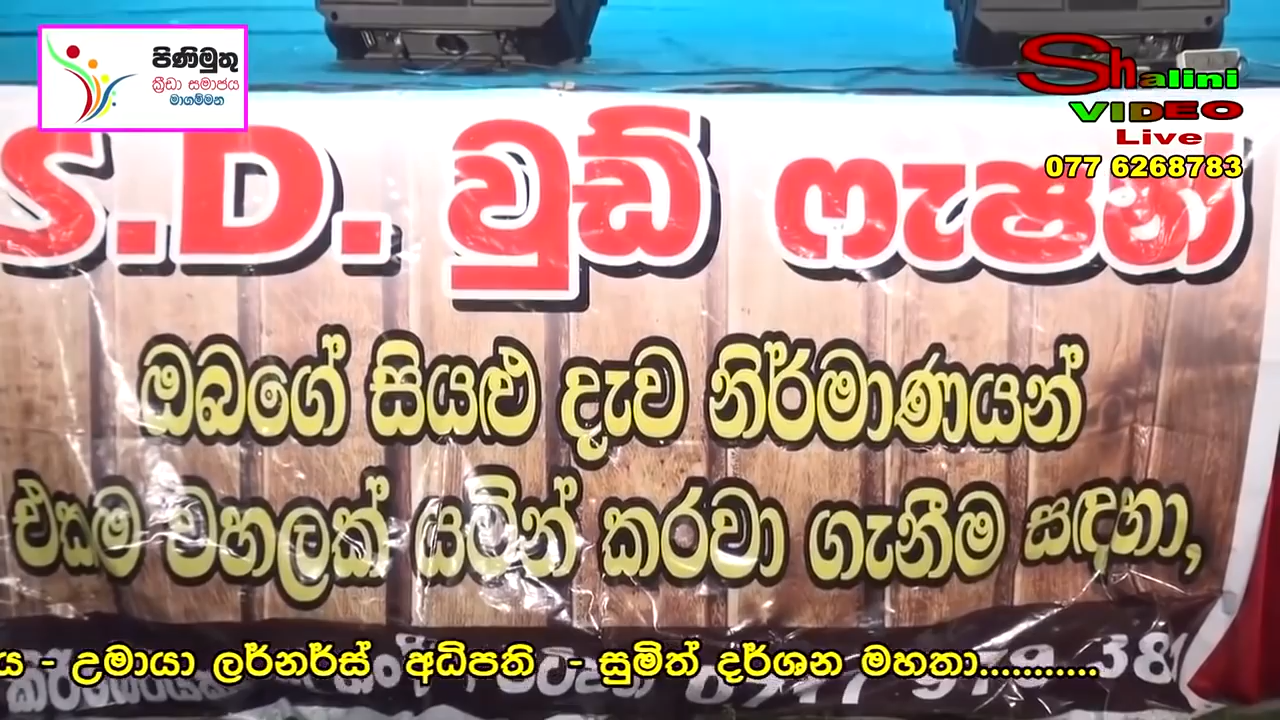 පිණිමුතු
ක්‍රීඩා සමාජය
මාගම්මන
Shalini
VIDEO
Live
077 6268783
S.D. වුඩ් ෆැෂන්
ඔබගේ සියළු දැව නිර්මාණයන්
එකම වහලක් යටින් කරවා ගැනීම සඳහා,
ය - උමායා ලර්නර්ස් අධිපති - සුමිත් දර්ශන මහතා...........